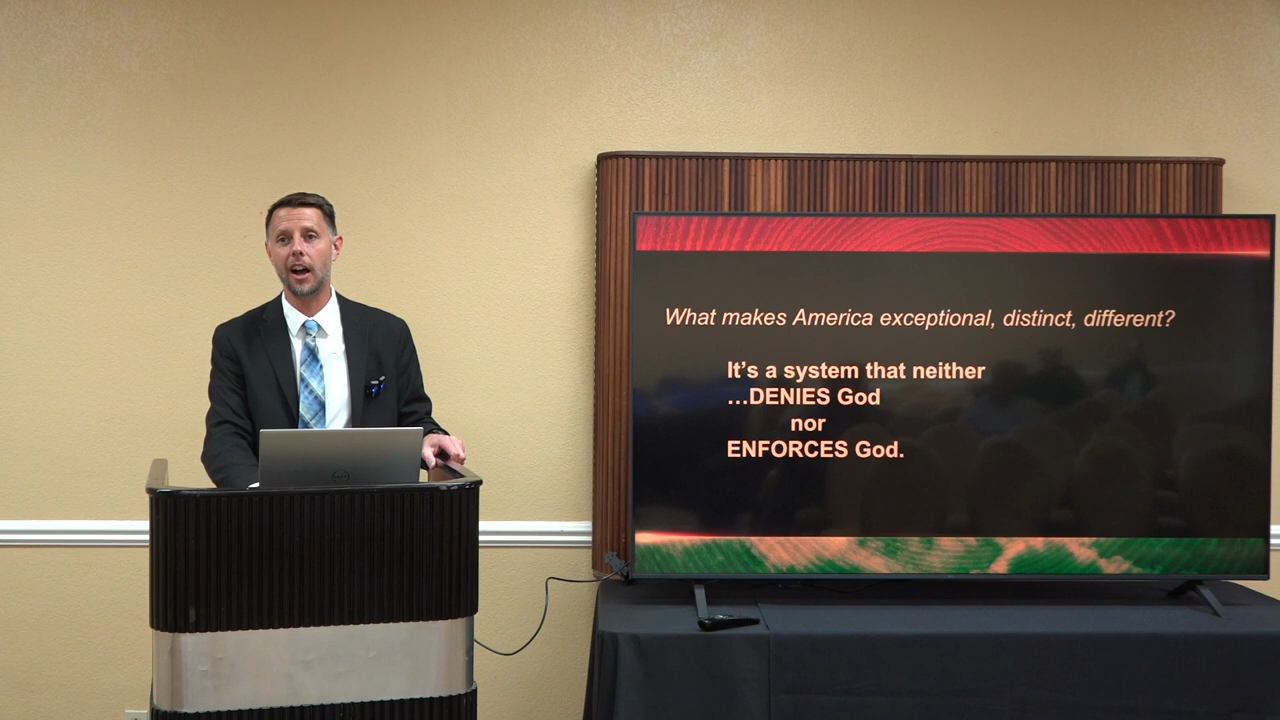 What makes America exceptional, distinct, different?
It's a system that neither
…DENIES God
nor
ENFORCES God.